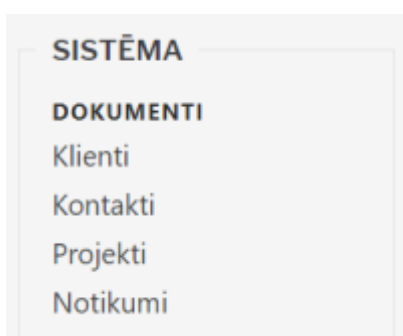 SISTĒMA
DOKUMENTI
Klienti
Kontakti
Projekti
Notikumi